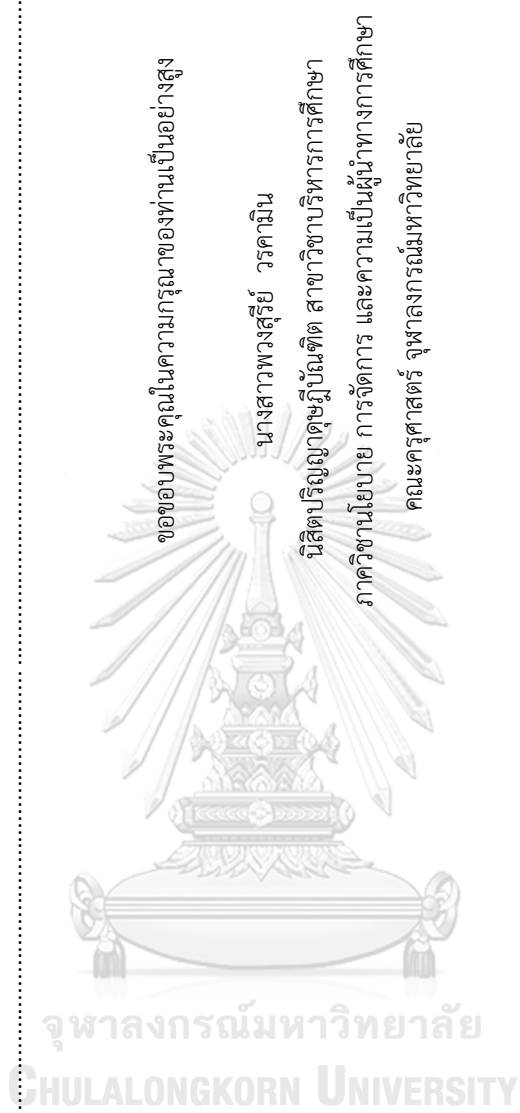 ................................................................................................................................................................
ขอขอบพระคุณในความกรุณาของท่านเป็นอย่างสูง
นางสาวพวงสุรีย์ วรคามิน
นิสิตปริญญาดุษฎีบัณฑิต สาขาวิชาบริหารการศึกษา
ภาควิชานโยบาย การจัดการ และความเป็นผู้นำทางการศึกษา
คณะครุศาสตร์ จุฬาลงกรณ์มหาวิทยาลัย
จุฬาลงกรณ์มหาวิทยาลัย
CHULALONGKORN UNIVERSITY